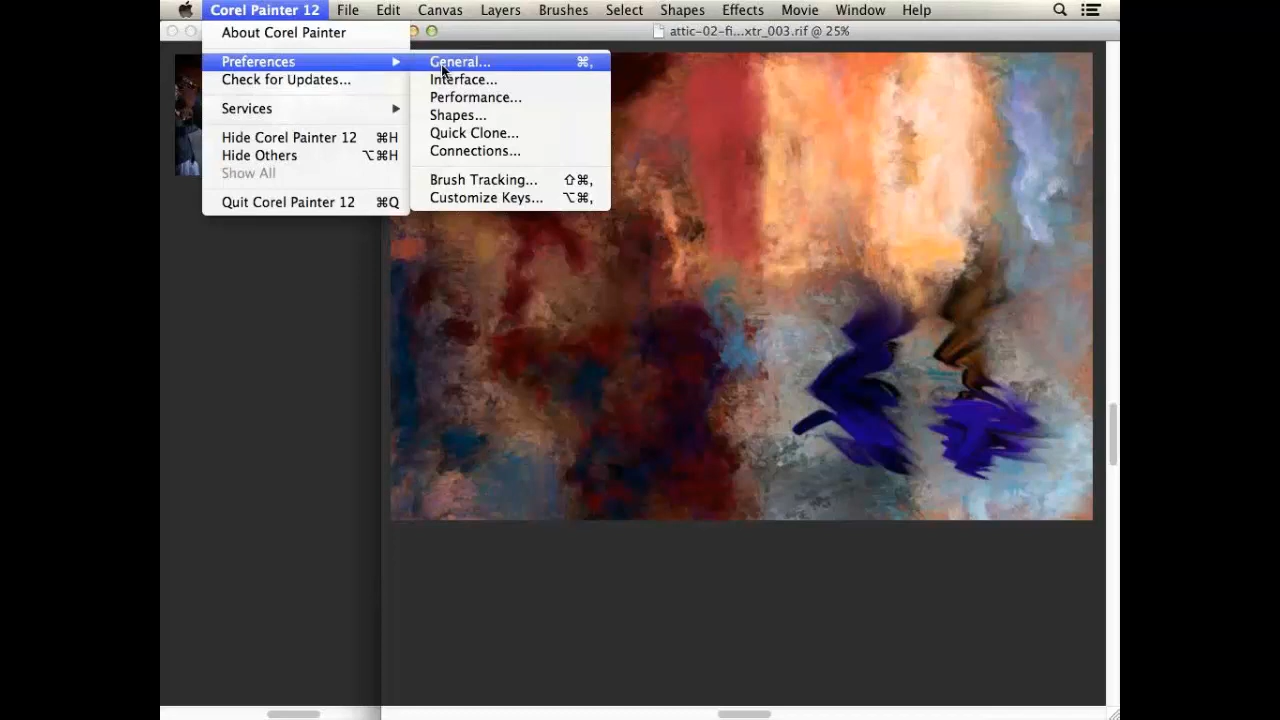 Corel Painter 12 File Edit Canvas Layers Brushes Select Shapes Effects Movie Window Help
attic-02-fi...xtr_003.rif @ 25%
About Corel Painter
Preferences
Check for Updates...
Services
Hide Corel Painter 12 ⌘H
Hide Others ⌥⌘H
Show All
Quit Corel Painter 12 ⌘Q
General... ⌘,
Interface...
Performance...
Shapes...
Quick Clone...
Connections...
Brush Tracking... ⇧⌘,
Customize Keys... ⌥⌘,